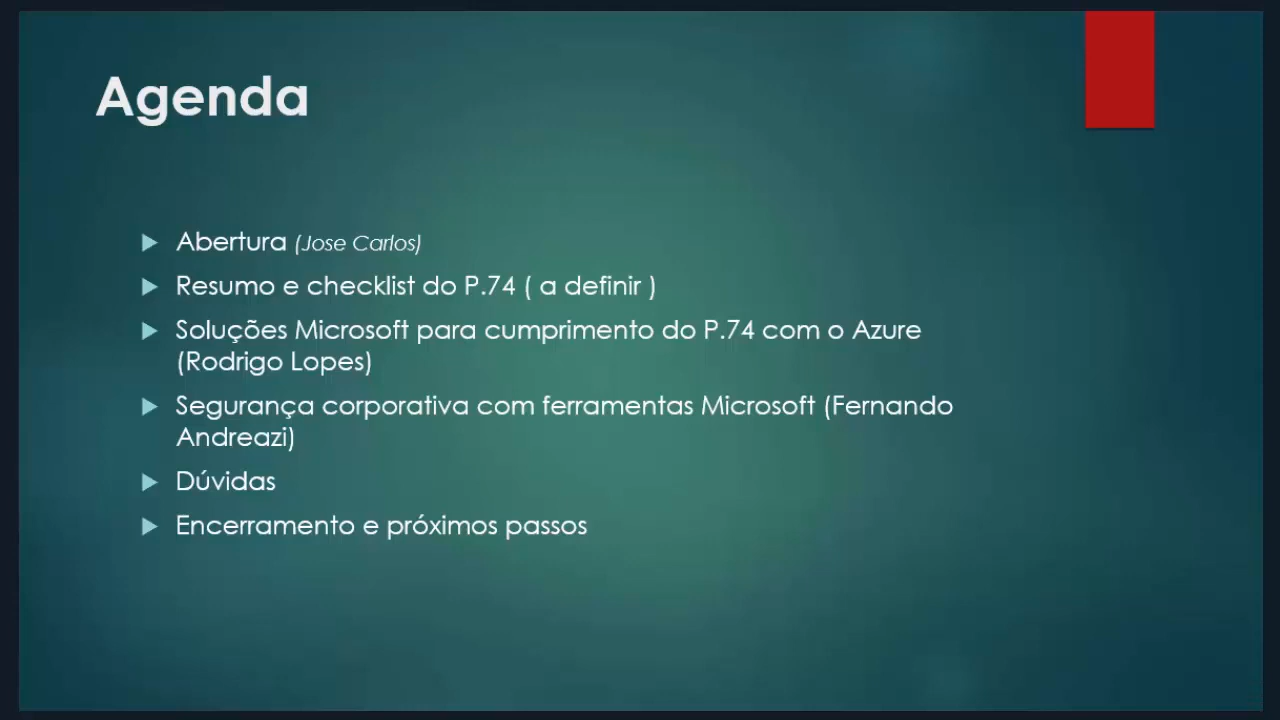 Agenda
Abertura (Jose Carlos)
Resumo e checklist do P.74 ( a definir )
Soluções Microsoft para cumprimento do P.74 com o Azure
(Rodrigo Lopes)
Segurança corporativa com ferramentas Microsoft (Fernando
Andreazi)
Dúvidas
Encerramento e próximos passos